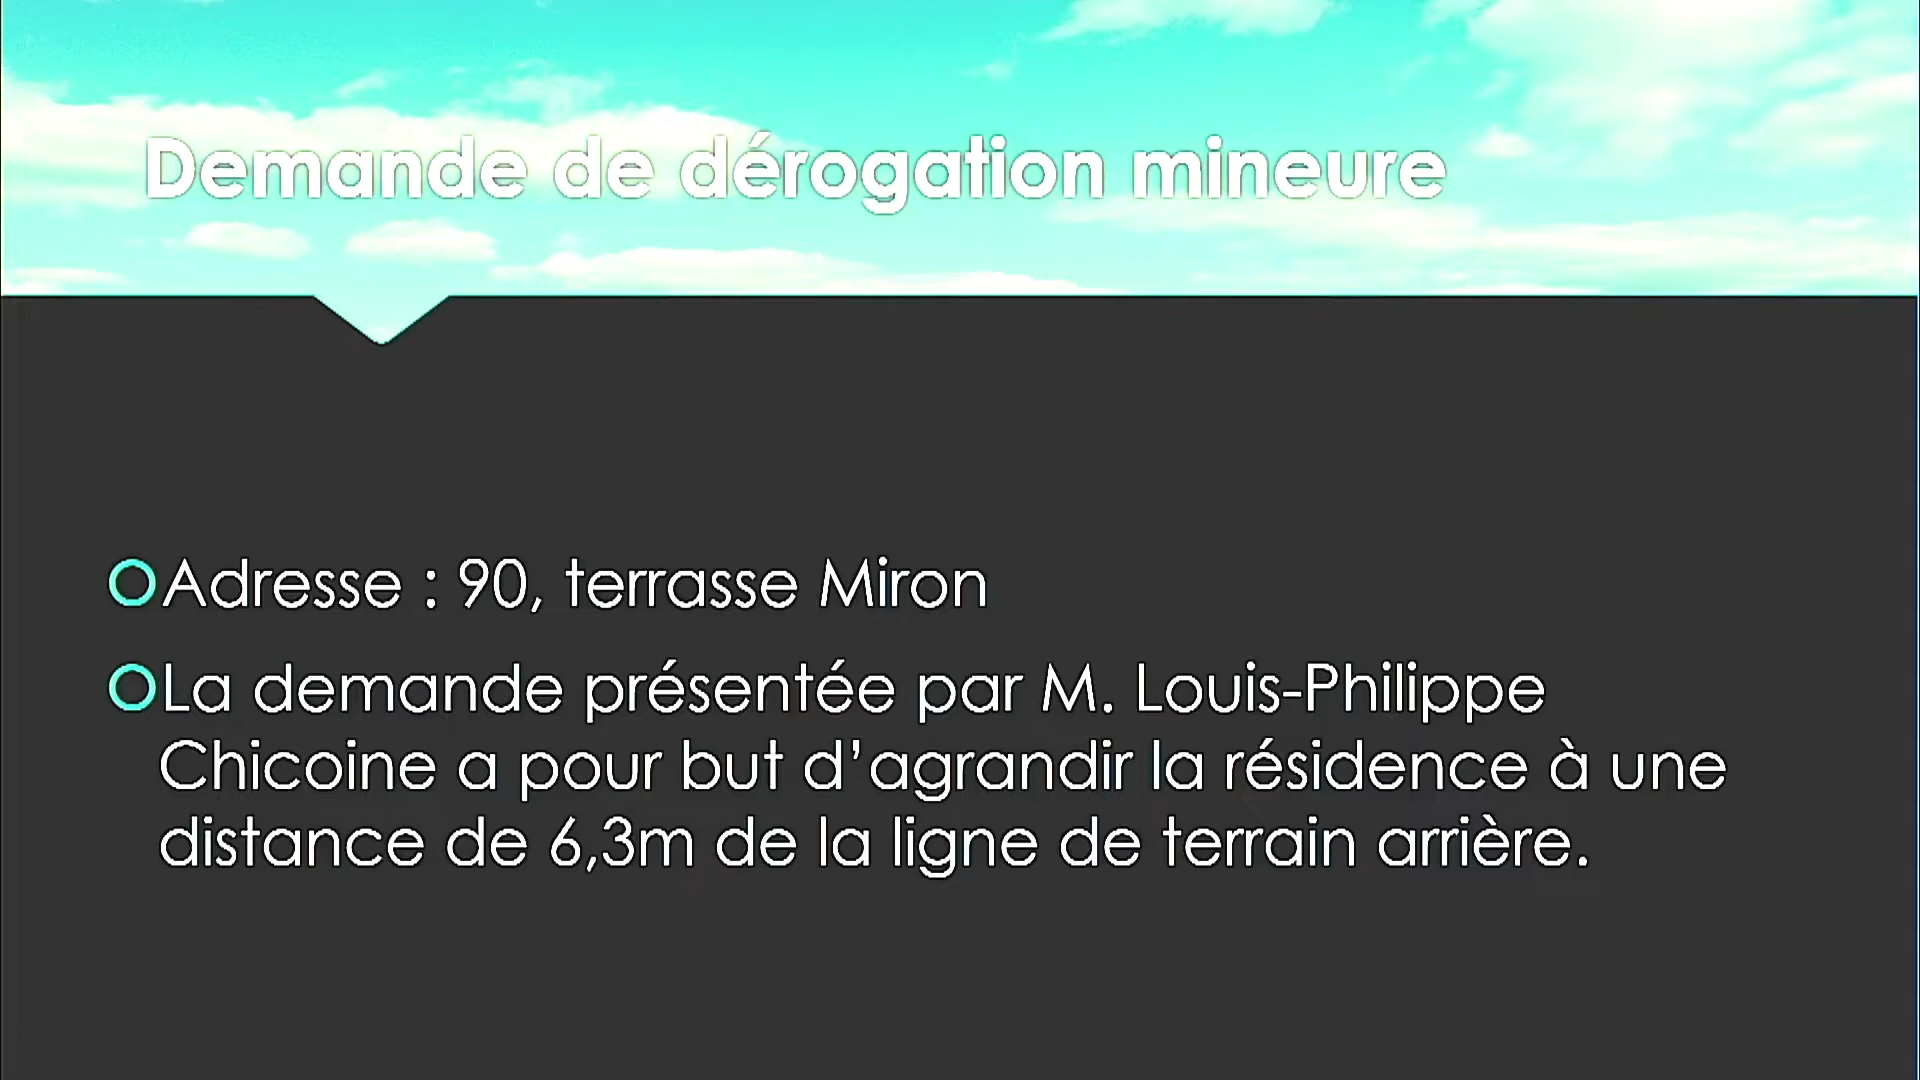 Demande de dérogation mineure
Adresse : 90, terrasse Miron
La demande présentée par M. Louis-Philippe
Chicoine a pour but d’agrandir la résidence à une
distance de 6,3m de la ligne de terrain arrière.